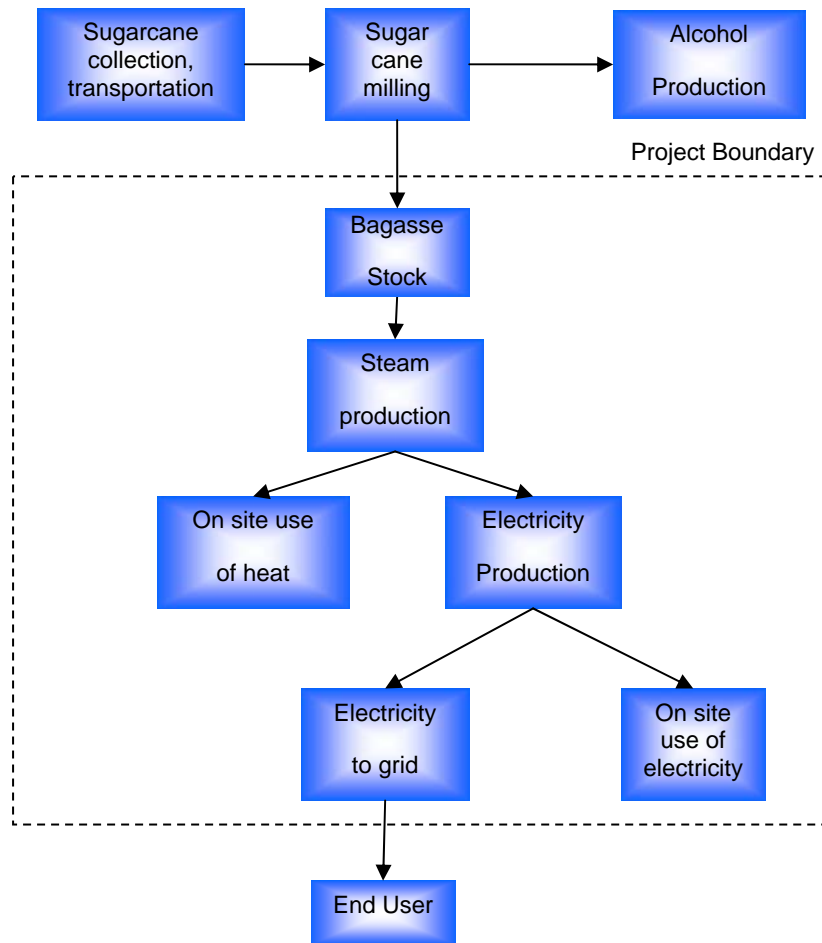 Sugarcane
collection,
transportation
Sugar
cane
milling
Alcohol
Production
Project Boundary
Bagasse
Stock
Steam
production
On site use
of heat
Electricity
Production
Electricity
to grid
On site
use of
electricity
End User